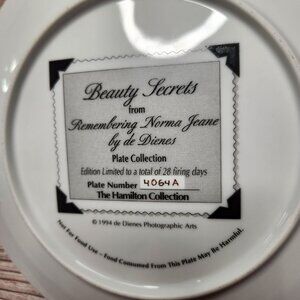 Beauty Secrets
from
Remembering Norma Jeane
by de Dienes
Plate Collection
Edition Limited to a total of 28 firing days
Plate Number 4064A
The Hamilton Collection
© 1994 de Dienes Photographic Arts
Not For Food Use – Food Consumed From This Plate May Be Harmful.